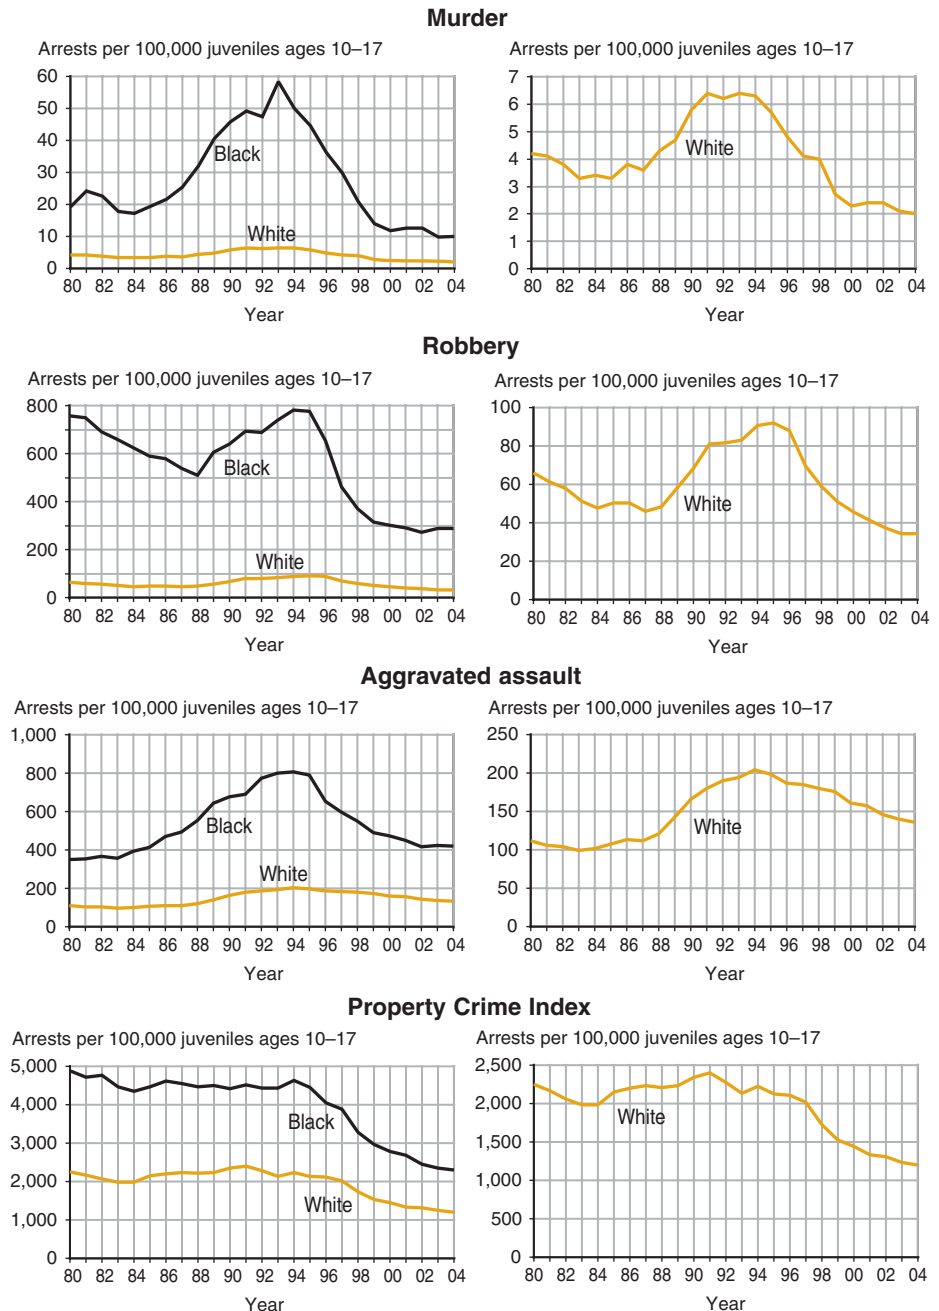 Murder
Arrests per 100,000 juveniles ages 10–17
60
50
40
30
20
10
0
Black
White
80 82 84 86 88 90 92 94 96 98 00 02 04
Year
Arrests per 100,000 juveniles ages 10–17
7
6
5
4
3
2
1
0
White
80 82 84 86 88 90 92 94 96 98 00 02 04
Year
Robbery
Arrests per 100,000 juveniles ages 10–17
800
600
400
200
0
Black
White
80 82 84 86 88 90 92 94 96 98 00 02 04
Year
Arrests per 100,000 juveniles ages 10–17
100
80
60
40
20
0
White
80 82 84 86 88 90 92 94 96 98 00 02 04
Year
Aggravated assault
Arrests per 100,000 juveniles ages 10–17
1,000
800
600
400
200
0
Black
White
80 82 84 86 88 90 92 94 96 98 00 02 04
Year
Arrests per 100,000 juveniles ages 10–17
250
200
150
100
50
0
White
80 82 84 86 88 90 92 94 96 98 00 02 04
Year
Property Crime Index
Arrests per 100,000 juveniles ages 10–17
5,000
4,000
3,000
2,000
1,000
0
Black
White
80 82 84 86 88 90 92 94 96 98 00 02 04
Year
Arrests per 100,000 juveniles ages 10–17
2,500
2,000
1,500
1,000
500
0
White
80 82 84 86 88 90 92 94 96 98 00 02 04
Year